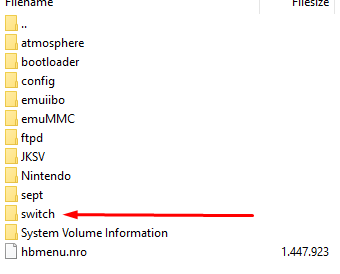 Filename Filesize
..
atmosphere
bootloader
config
emuiibo
emuMMC
ftpd
JKSV
Nintendo
sept
switch
System Volume Information
hbmenu.nro 1.447.923